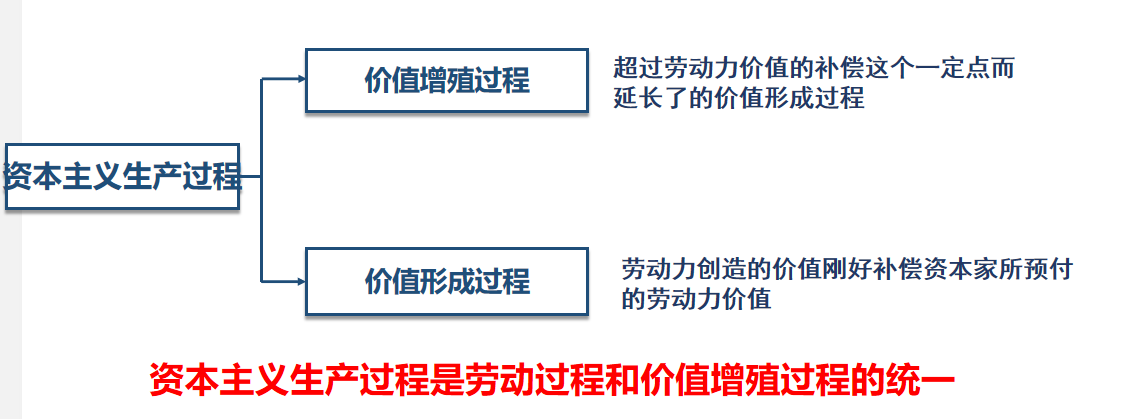 价值增殖过程
超过劳动力价值的补偿这个一定点而
延长了的价值形成过程
资本主义生产过程
价值形成过程
劳动力创造的价值刚好补偿资本家所预付
的劳动力价值
资本主义生产过程是劳动过程和价值增殖过程的统一